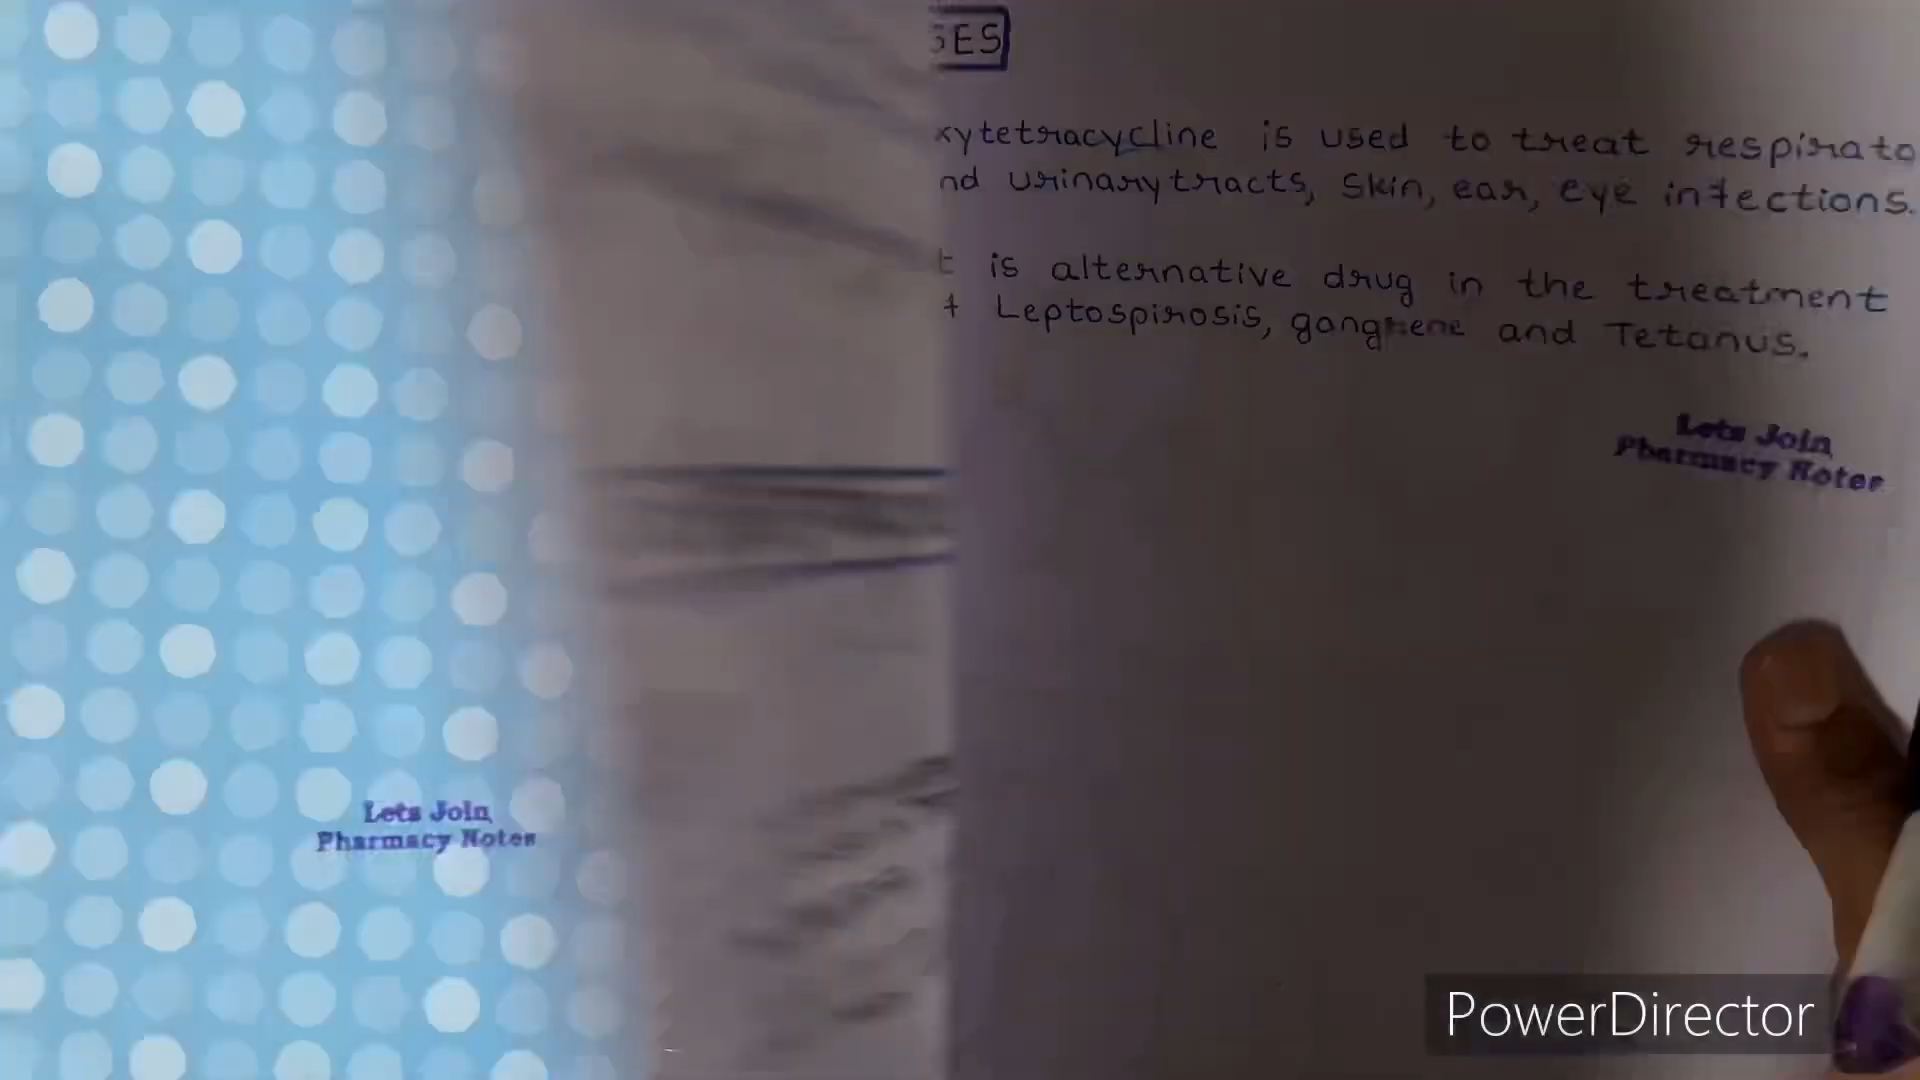 SES
xytetracycline is used to treat respirato
nd urinary tracts, skin, ear, eye infections.
t is alternative drug in the treatment
f Leptospirosis, gangrene and Tetanus.
Lets Join
Pharmacy Notes
Lets Join
Pharmacy Notes
PowerDirector